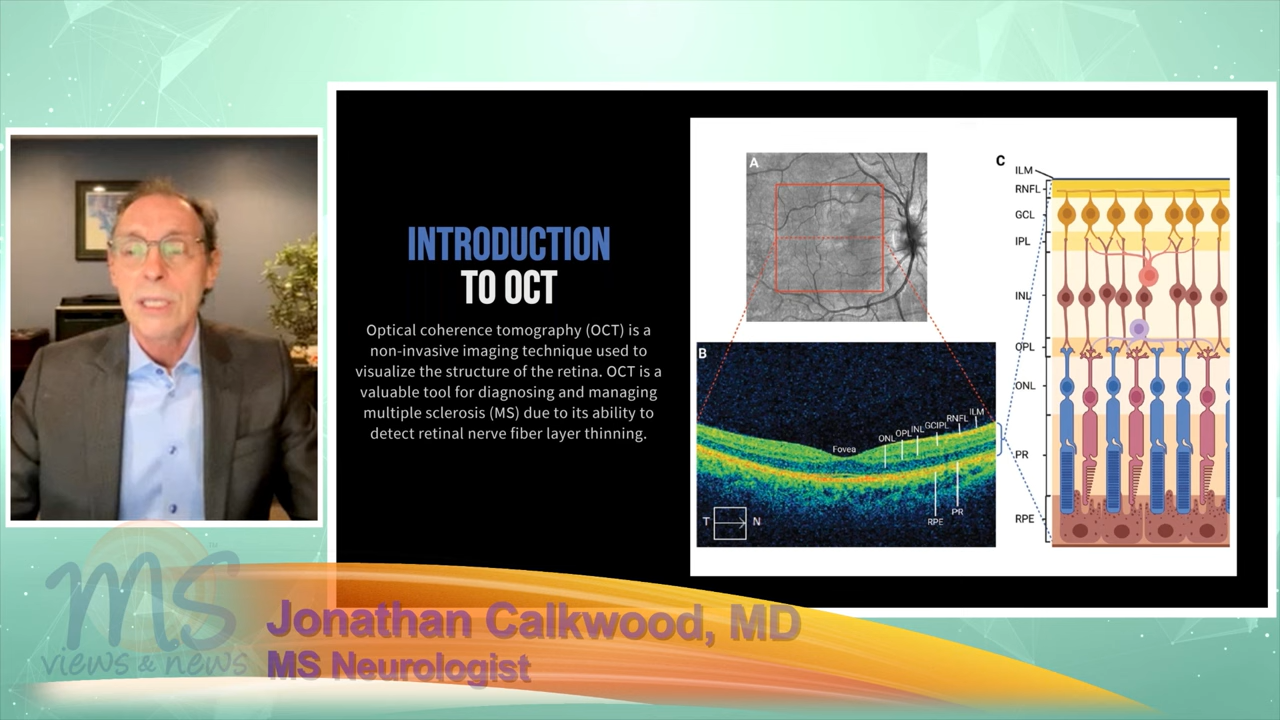 INTRODUCTION
TO OCT
Optical coherence tomography (OCT) is a
non-invasive imaging technique used to
visualize the structure of the retina. OCT is a
valuable tool for diagnosing and managing
multiple sclerosis (MS) due to its ability to
detect retinal nerve fiber layer thinning.
A
B
Fovea
ONL
OPL
INL
GCIPL
RNFL
ILM
RPE
PR
T
N
C
ILM
RNFL
GCL
IPL
INL
OPL
ONL
PR
RPE
MS
views & news
Jonathan Calkwood, MD
MS Neurologist